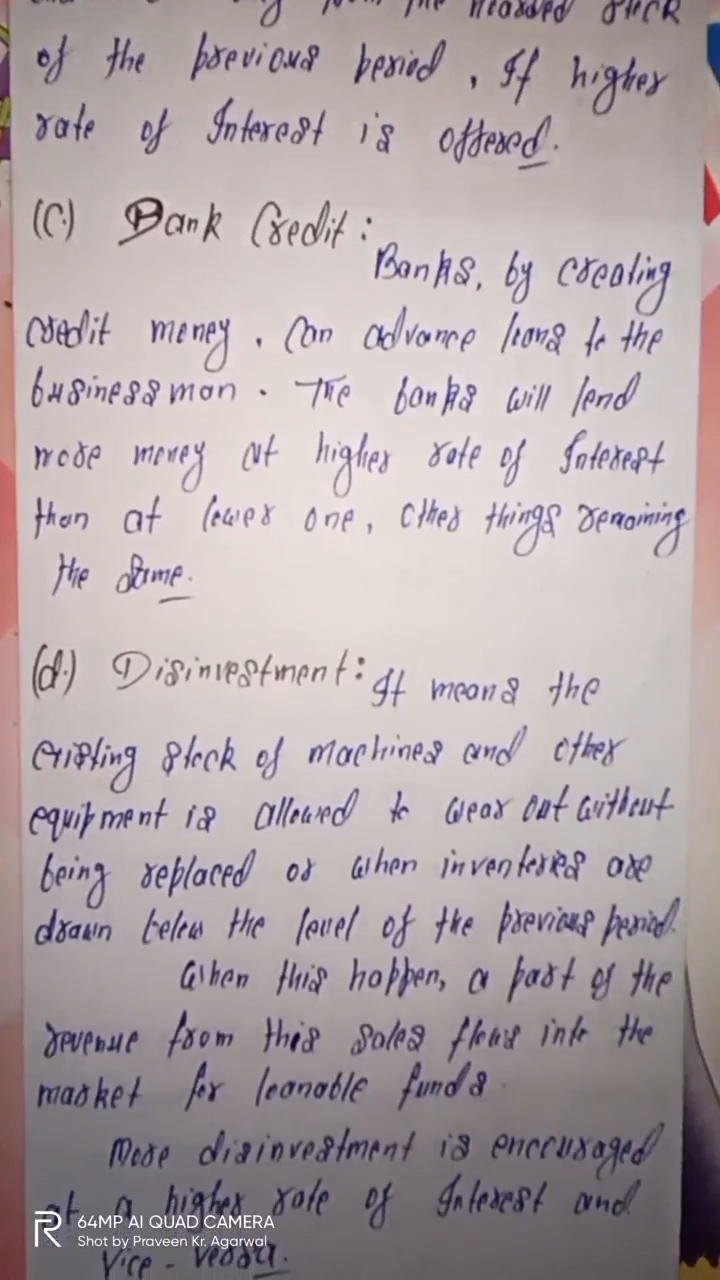 the hoarded stock
of the previous period, If higher
rate of Interest is offered.
(C.) Bank Credit:
Banks, by creating
credit money, can advance loans to the
businessman. The banks will lend
more money at higher rate of Interest
than at lower one, other things remaining
the same.
(d.) Disinvestment:
It means the
existing stock of machines and other
equipment is allowed to wear out without
being replaced or when inventories are
drawn below the level of the previous period.
When this happen, a part of the
revenue from this sales flows into the
market for loanable funds.
More disinvestment is encouraged
at a higher rate of Interest and
Vice-versa.
R 64MP AI QUAD CAMERA
Shot by Praveen Kr. Agarwal